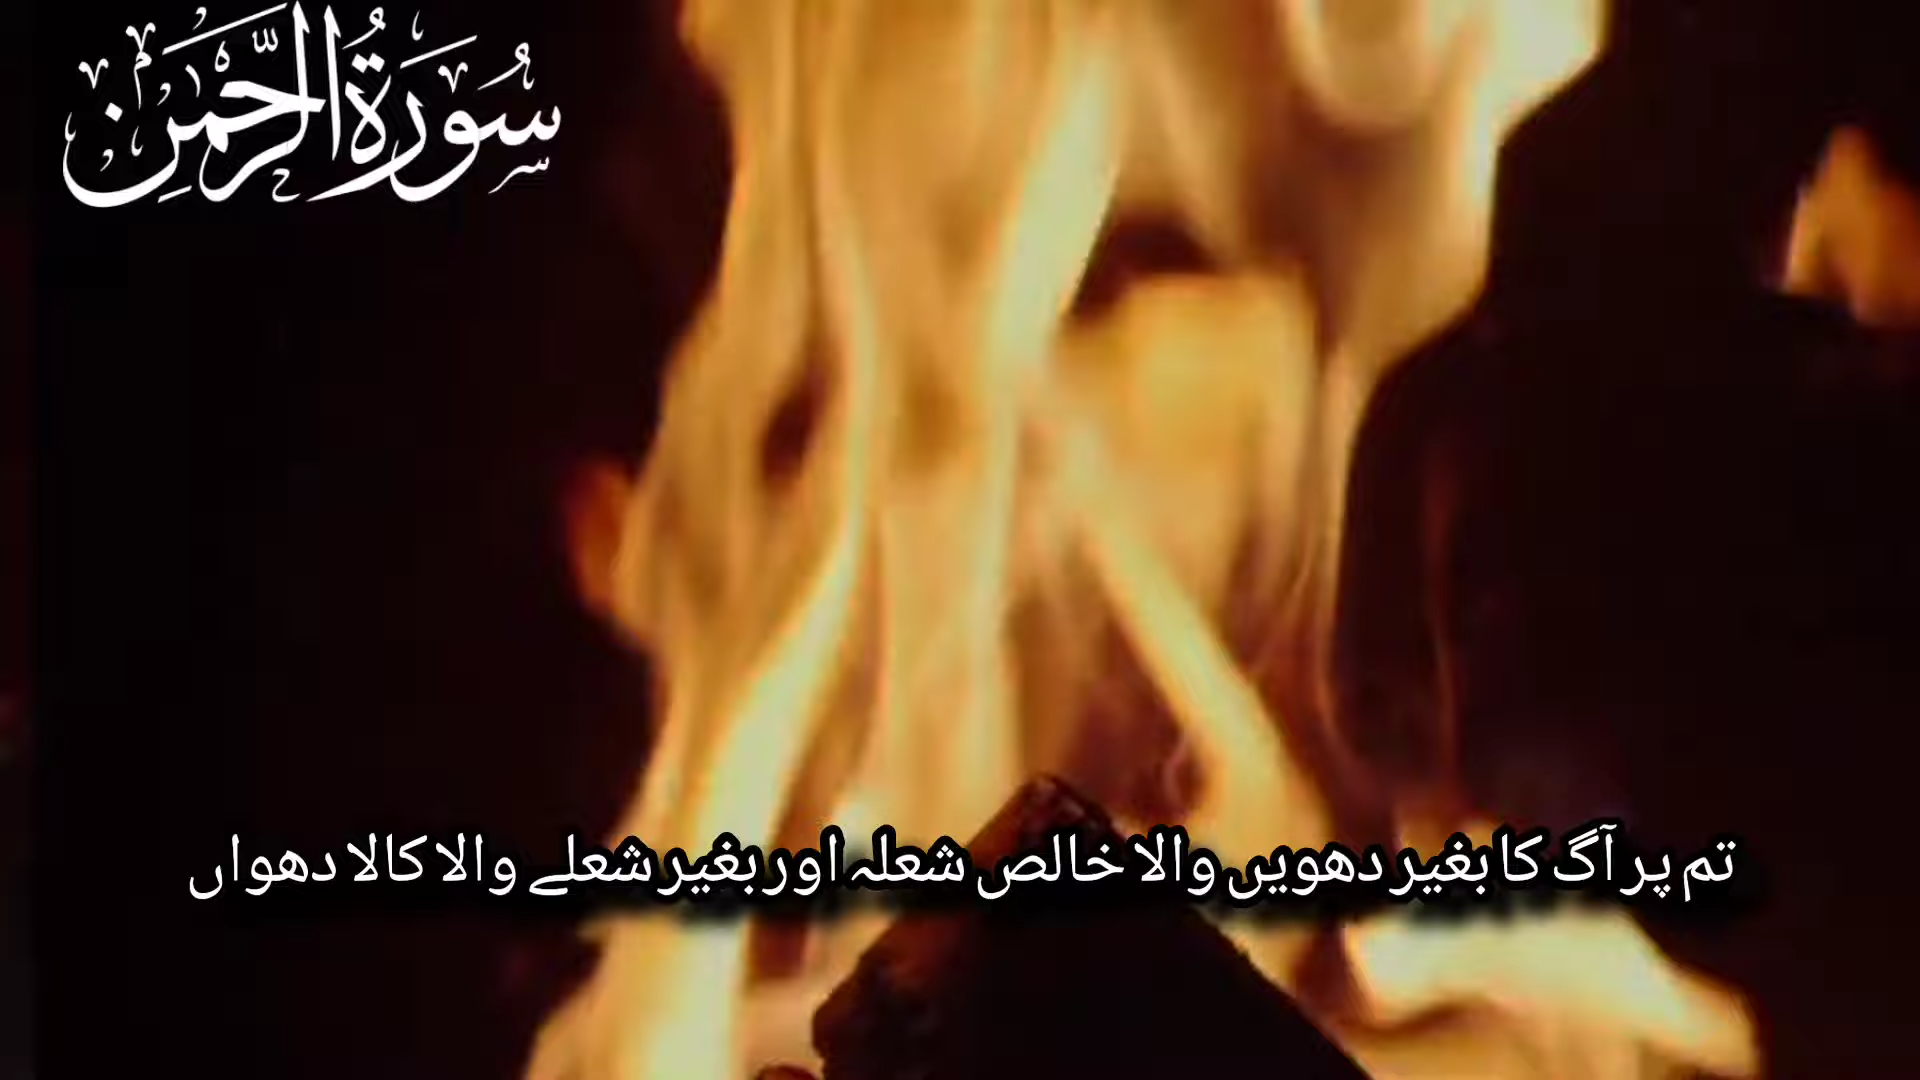 سُورَةُ الرَّحْمٰنِ
تم پر آگ کا بغیر دھویں والا خالص شعلہ اور بغیر شعلے والا کالا دھواں